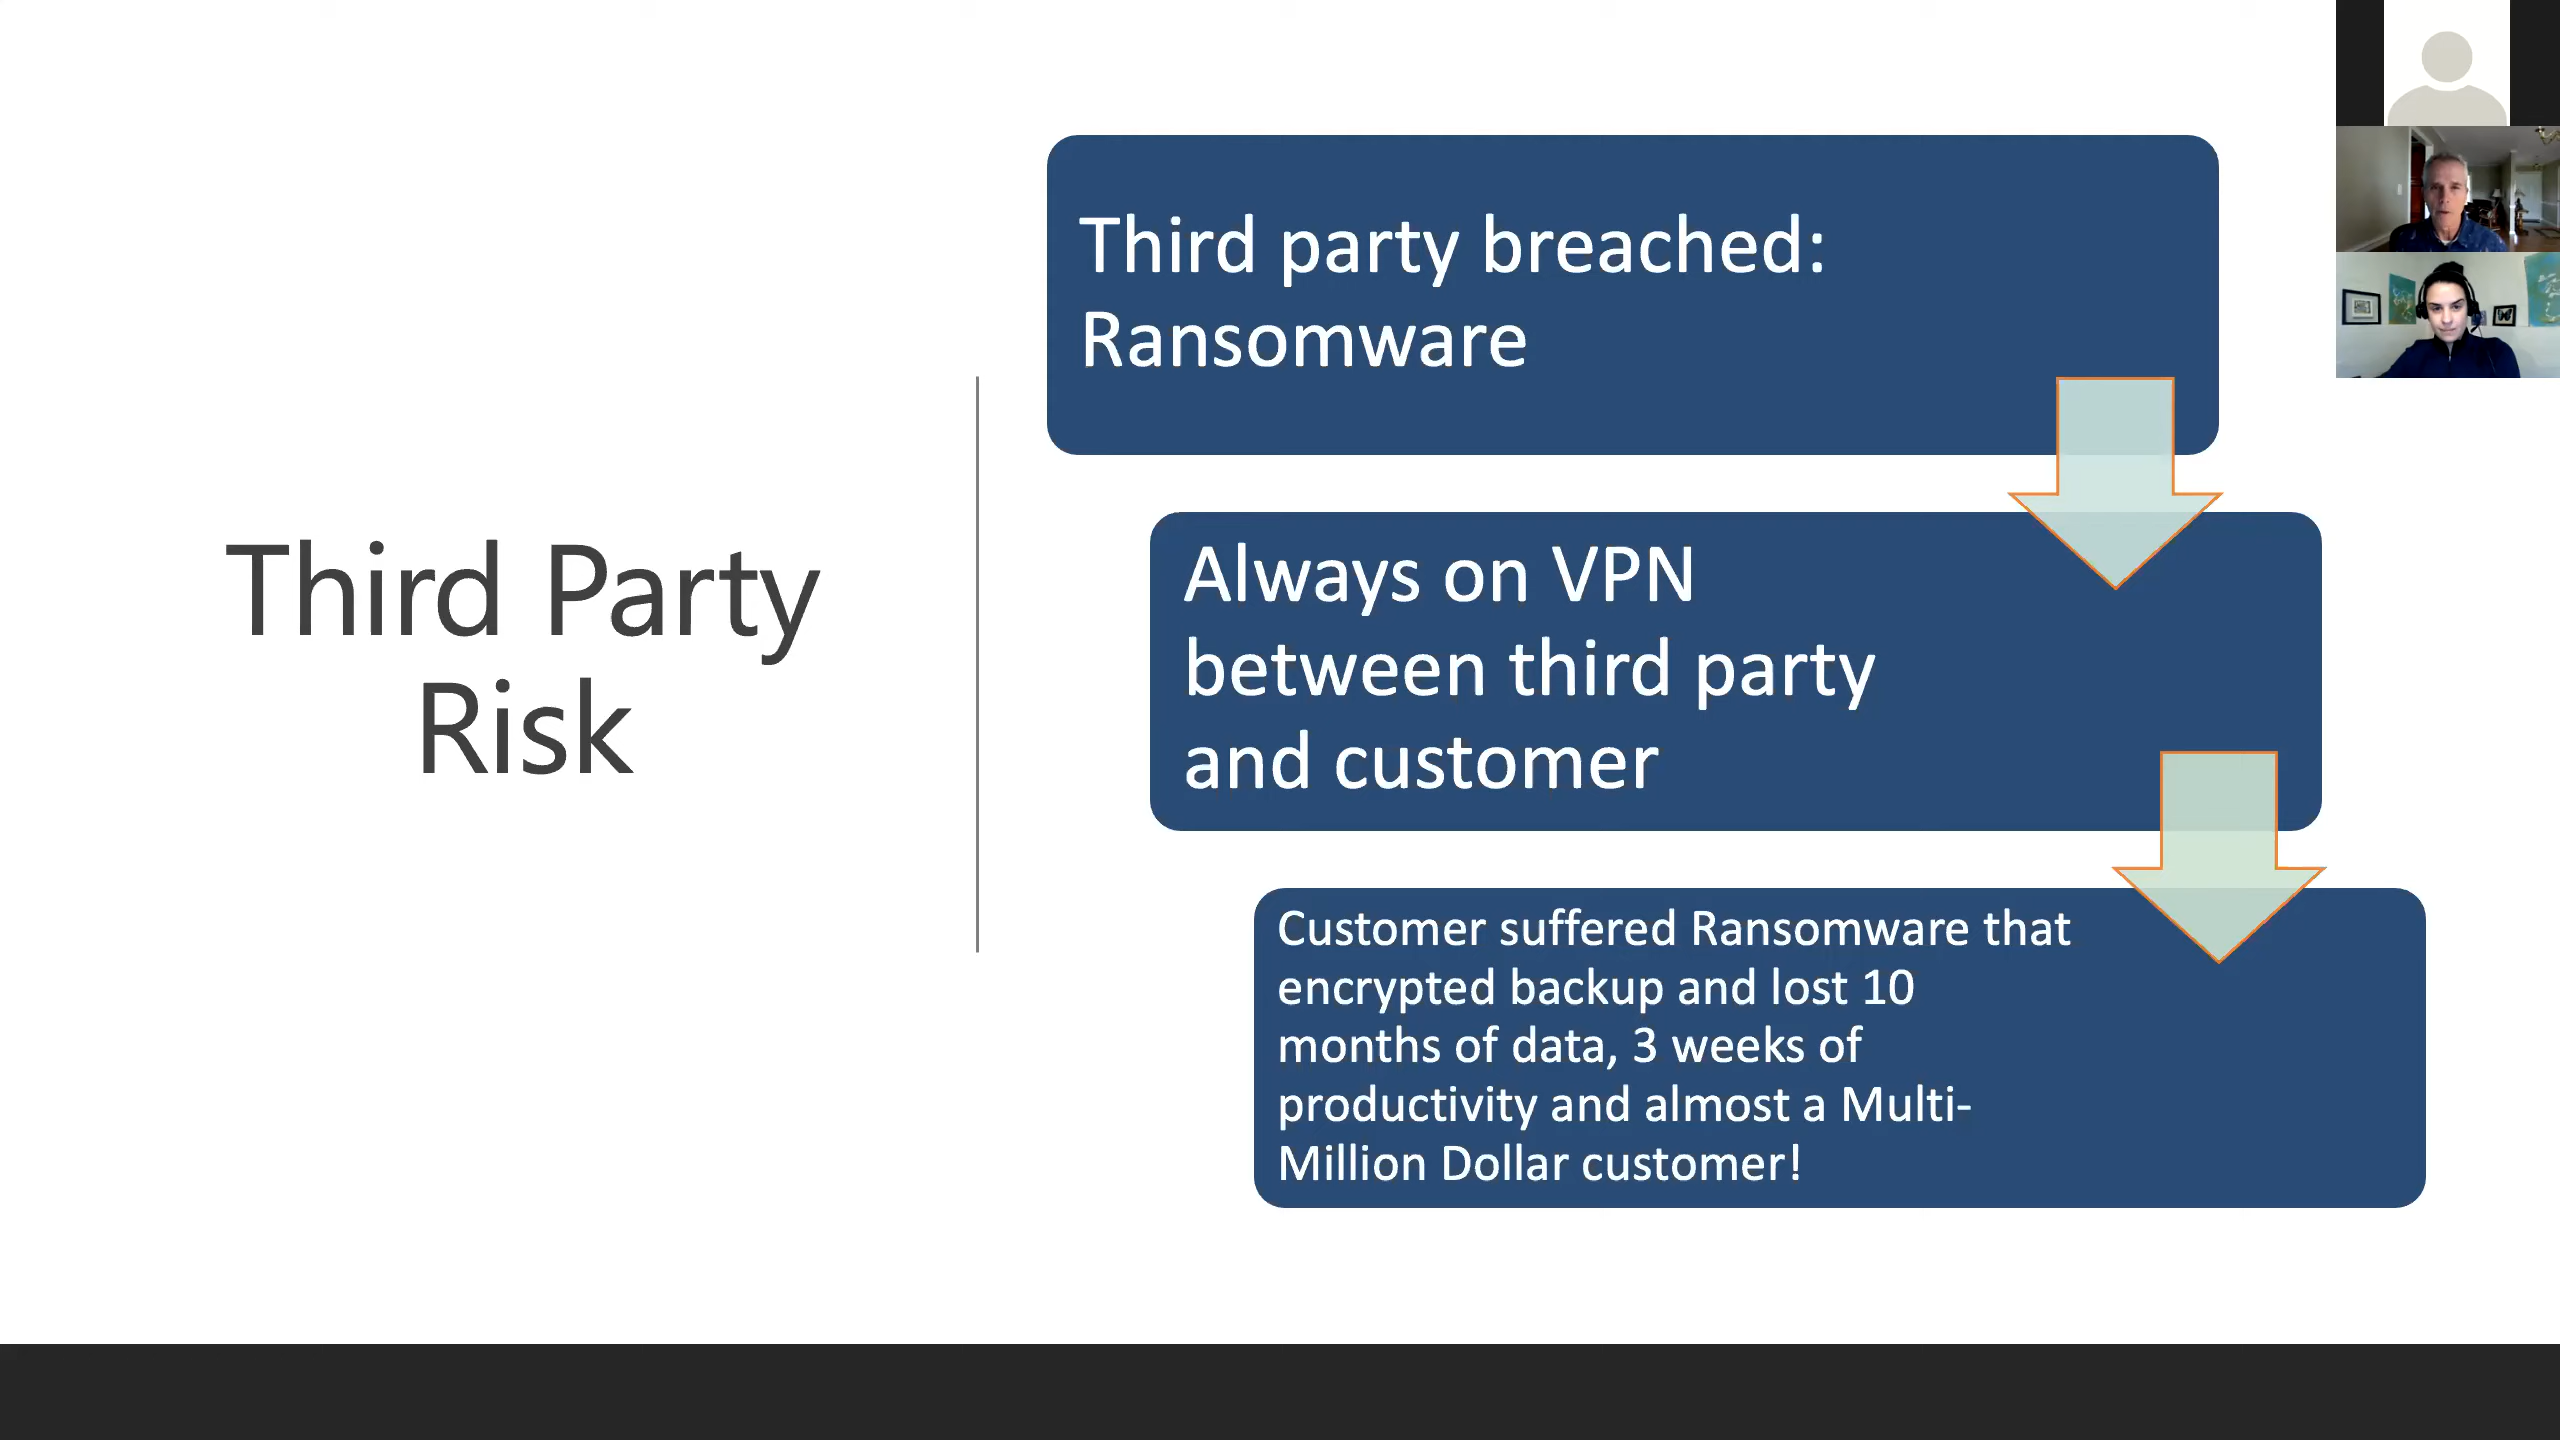 Third Party
Risk
Third party breached:
Ransomware
Always on VPN
between third party
and customer
Customer suffered Ransomware that
encrypted backup and lost 10
months of data, 3 weeks of
productivity and almost a Multi-
Million Dollar customer!